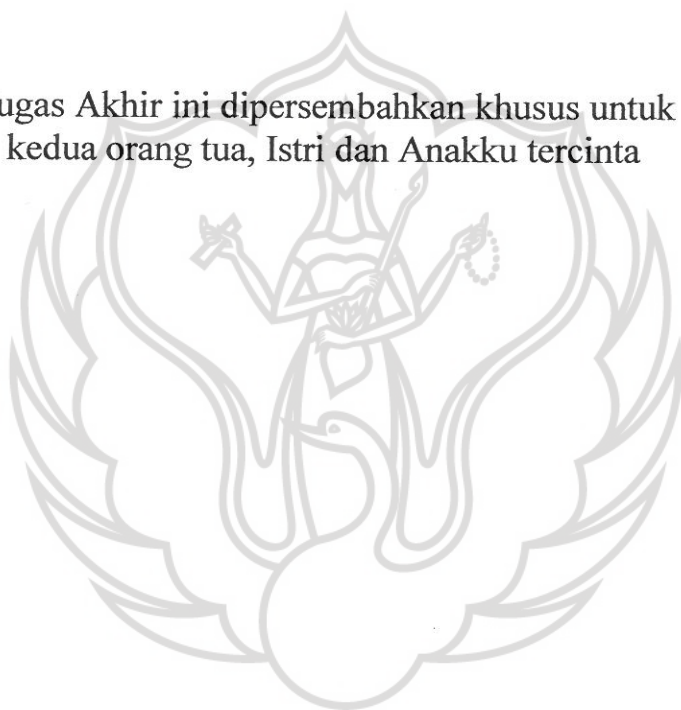 ugas Akhir ini dipersembahkan khusus untuk
kedua orang tua, Istri dan Anakku tercinta